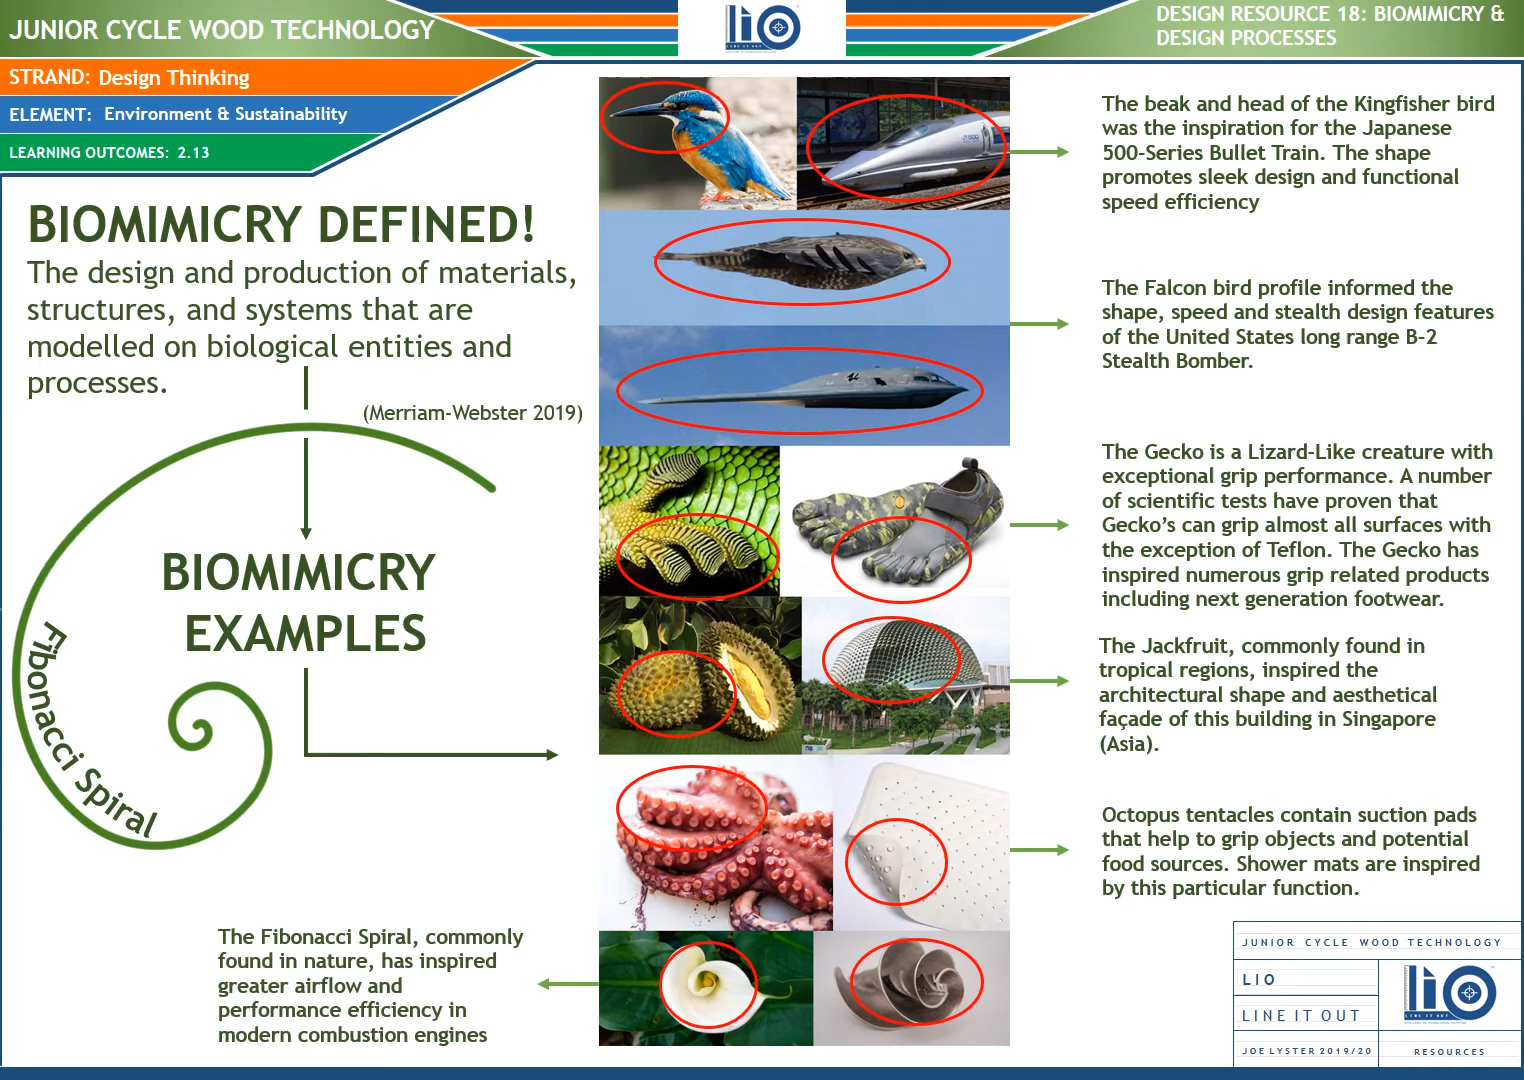 JUNIOR CYCLE WOOD TECHNOLOGY
LiO
LINE IT OUT
DESIGN RESOURCE 18: BIOMIMICRY &
DESIGN PROCESSES
STRAND: Design Thinking
ELEMENT: Environment & Sustainability
LEARNING OUTCOMES: 2.13
BIOMIMICRY DEFINED!
The design and production of materials,
structures, and systems that are
modelled on biological entities and
processes.
(Merriam-Webster 2019)
BIOMIMICRY
EXAMPLES
Fibonacci Spiral
The beak and head of the Kingfisher bird
was the inspiration for the Japanese
500-Series Bullet Train. The shape
promotes sleek design and functional
speed efficiency
The Falcon bird profile informed the
shape, speed and stealth design features
of the United States long range B-2
Stealth Bomber.
The Gecko is a Lizard-Like creature with
exceptional grip performance. A number
of scientific tests have proven that
Gecko's can grip almost all surfaces with
the exception of Teflon. The Gecko has
inspired numerous grip related products
including next generation footwear.
The Jackfruit, commonly found in
tropical regions, inspired the
architectural shape and aesthetical
façade of this building in Singapore
(Asia).
Octopus tentacles contain suction pads
that help to grip objects and potential
food sources. Shower mats are inspired
by this particular function.
The Fibonacci Spiral, commonly
found in nature, has inspired
greater airflow and
performance efficiency in
modern combustion engines
JUNIOR CYCLE WOOD TECHNOLOGY
LIO
LINE IT OUT
JOE LYSTER 2019/20
LiO
LINE IT OUT
RESOURCES